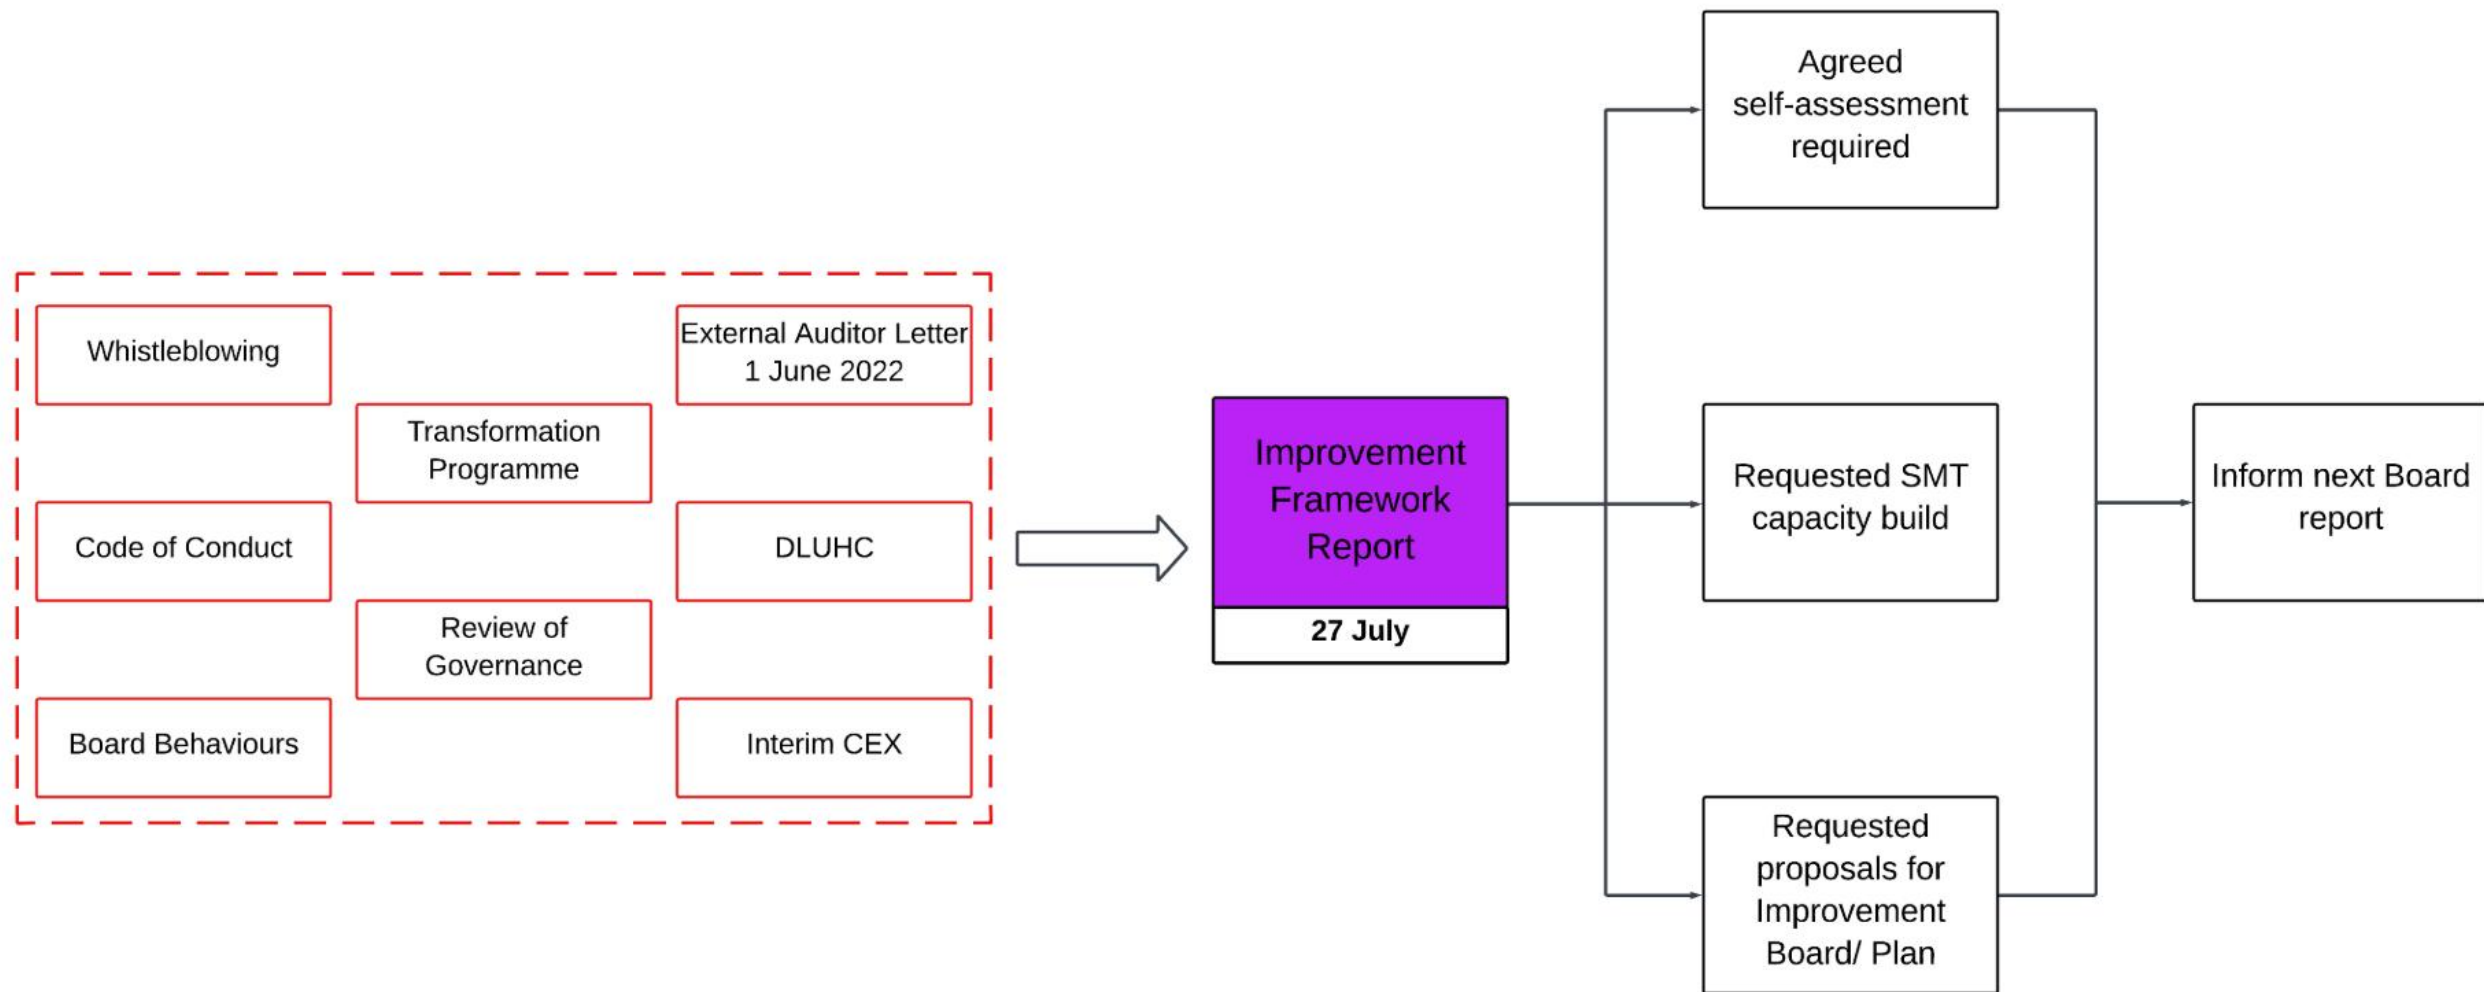 Whistleblowing
External Auditor Letter
1 June 2022
Transformation
Programme
Code of Conduct
DLUHC
Review of
Governance
Board Behaviours
Interim CEX
Improvement
Framework
Report
27 July
Agreed
self-assessment
required
Requested SMT
capacity build
Requested
proposals for
Improvement
Board/ Plan
Inform next Board
report